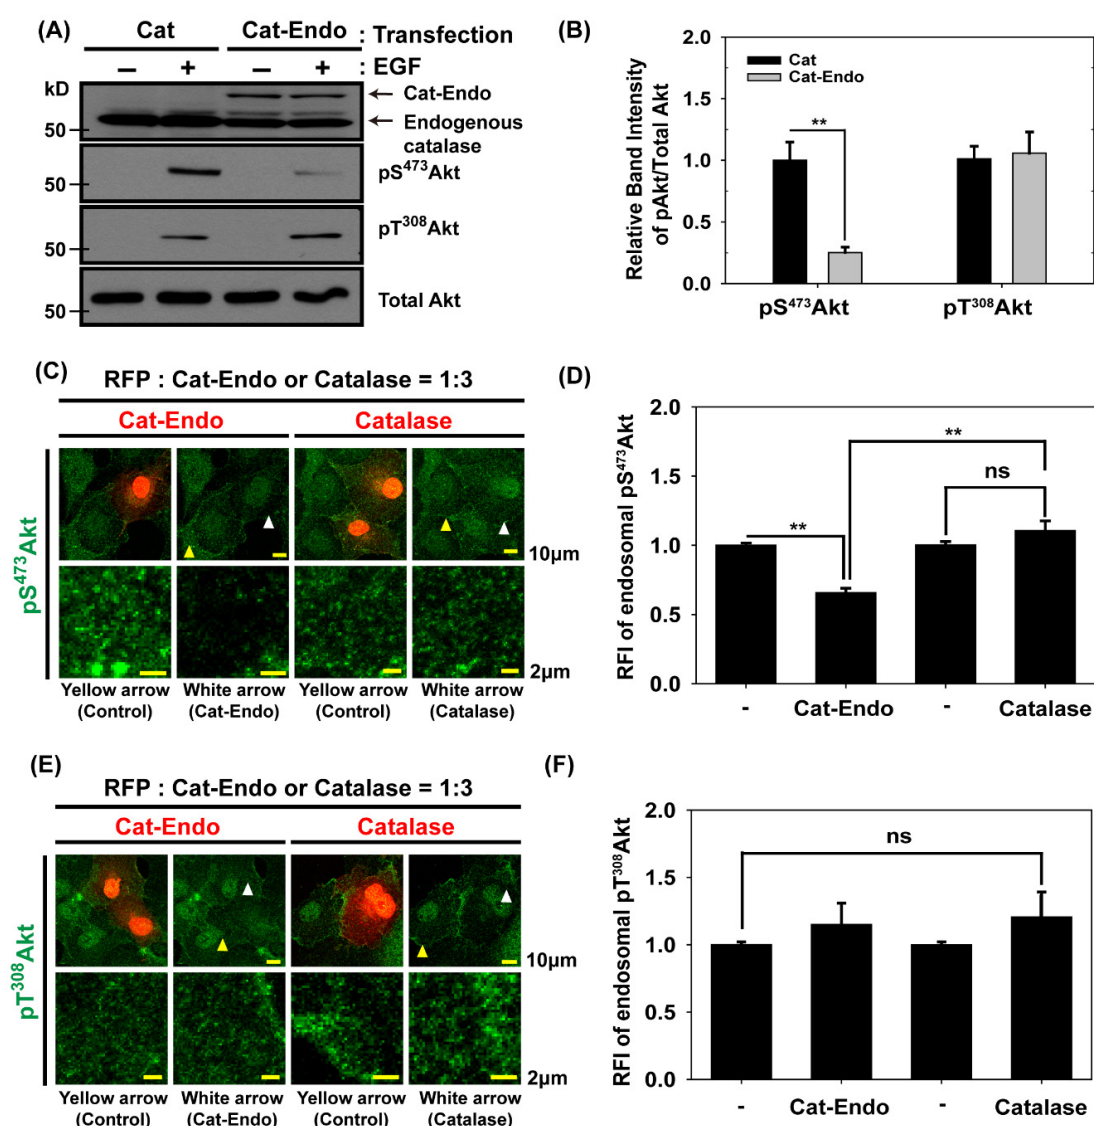 (A)
Cat Cat-Endo : Transfection
− + − + : EGF
kD
Cat-Endo
50
Endogenous
catalase
pS⁴⁷³Akt
50
pT³⁰⁸Akt
50
Total Akt
50
(B)
Relative Band Intensity
of pAkt/Total Akt
2.0
1.5
1.0
0.5
0.0
Cat
Cat-Endo
**
pS⁴⁷³Akt pT³⁰⁸Akt
(C)
RFP : Cat-Endo or Catalase = 1:3
Cat-Endo Catalase
pS⁴⁷³Akt
10µm
2µm
Yellow arrow White arrow Yellow arrow White arrow
(Control) (Cat-Endo) (Control) (Catalase)
(D)
RFI of endosomal pS⁴⁷³Akt
2.0
1.5
1.0
0.5
0.0
**
**
ns
- Cat-Endo - Catalase
(E)
RFP : Cat-Endo or Catalase = 1:3
Cat-Endo Catalase
pT³⁰⁸Akt
10µm
2µm
Yellow arrow White arrow Yellow arrow White arrow
(Control) (Cat-Endo) (Control) (Catalase)
(F)
RFI of endosomal pT³⁰⁸Akt
2.0
1.5
1.0
0.5
0.0
ns
- Cat-Endo - Catalase